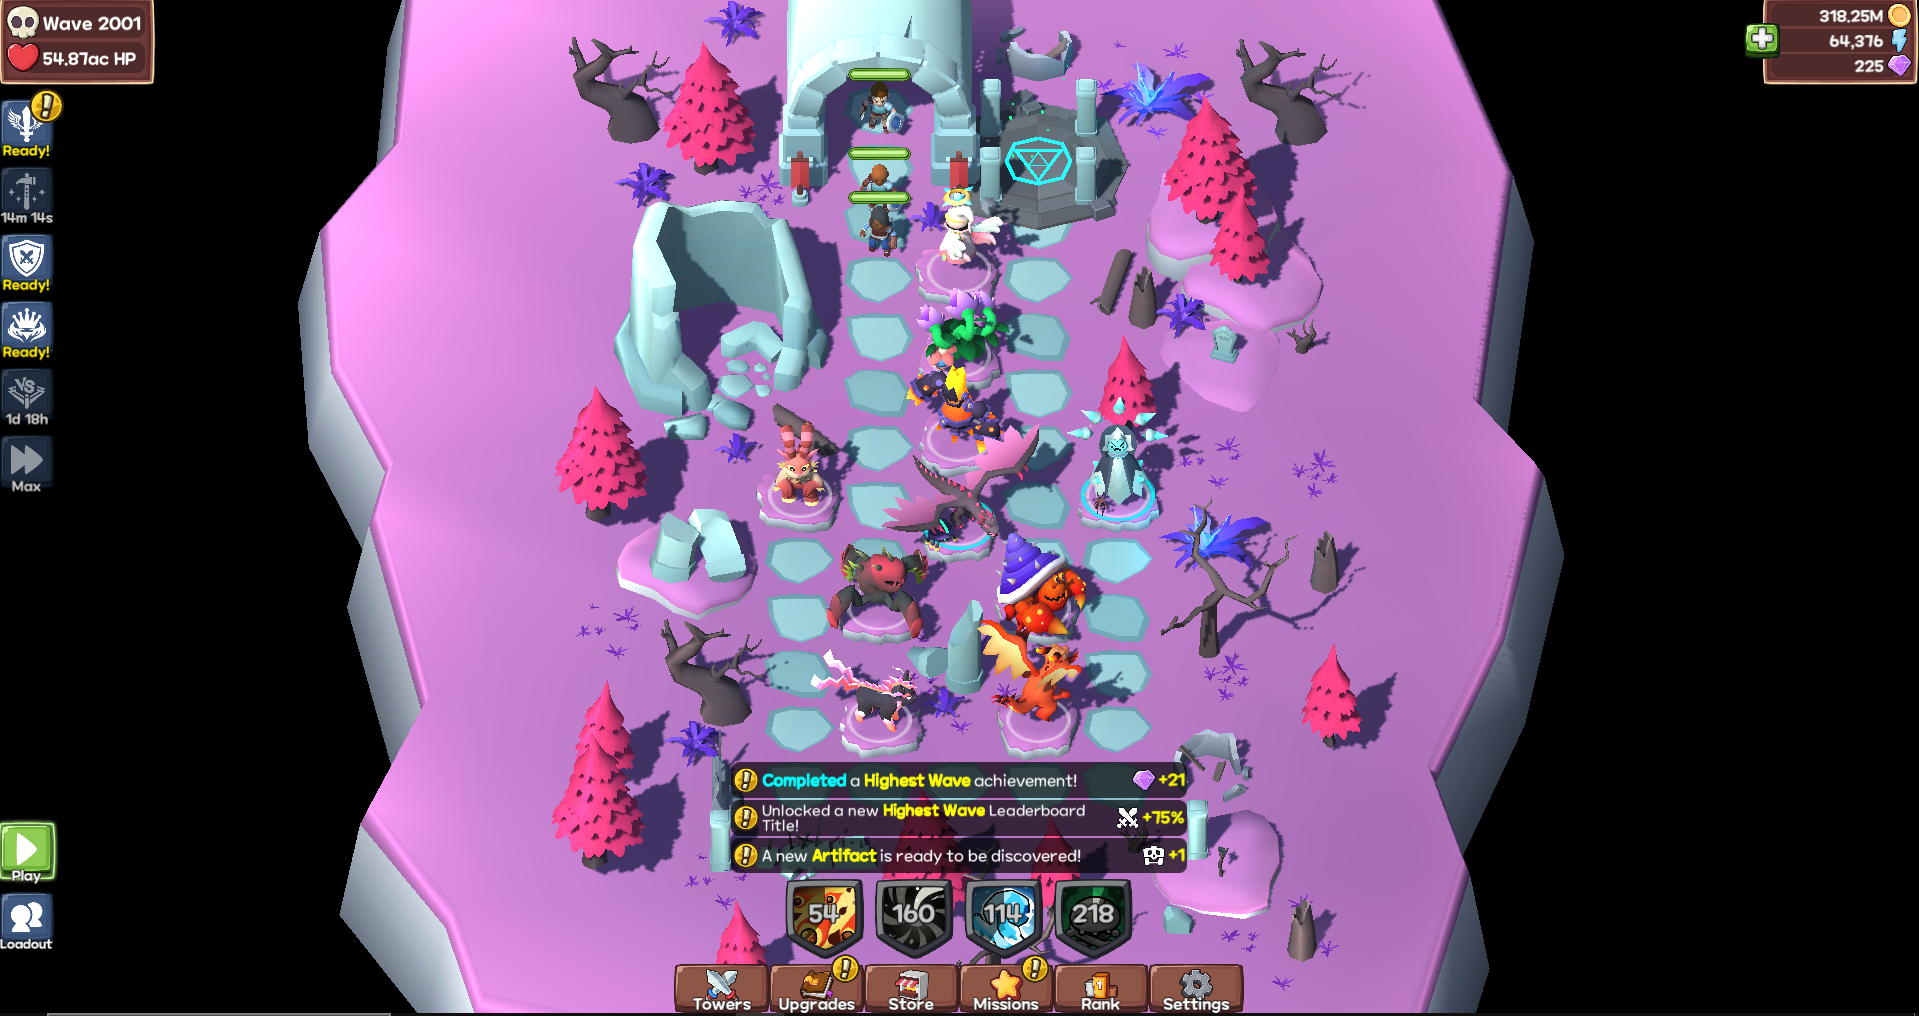 Wave 2001
54.87ac HP
318.25M
64,376
225
Ready!
14m 14s
Ready!
Ready!
VS
1d 18h
Max
Completed a Highest Wave achievement!
+21
Unlocked a new Highest Wave Leaderboard
Title!
+75%
A new Artifact is ready to be discovered!
+1
Play
Loadout
54
160
114
218
Towers
Upgrades
Store
Missions
Rank
Settings